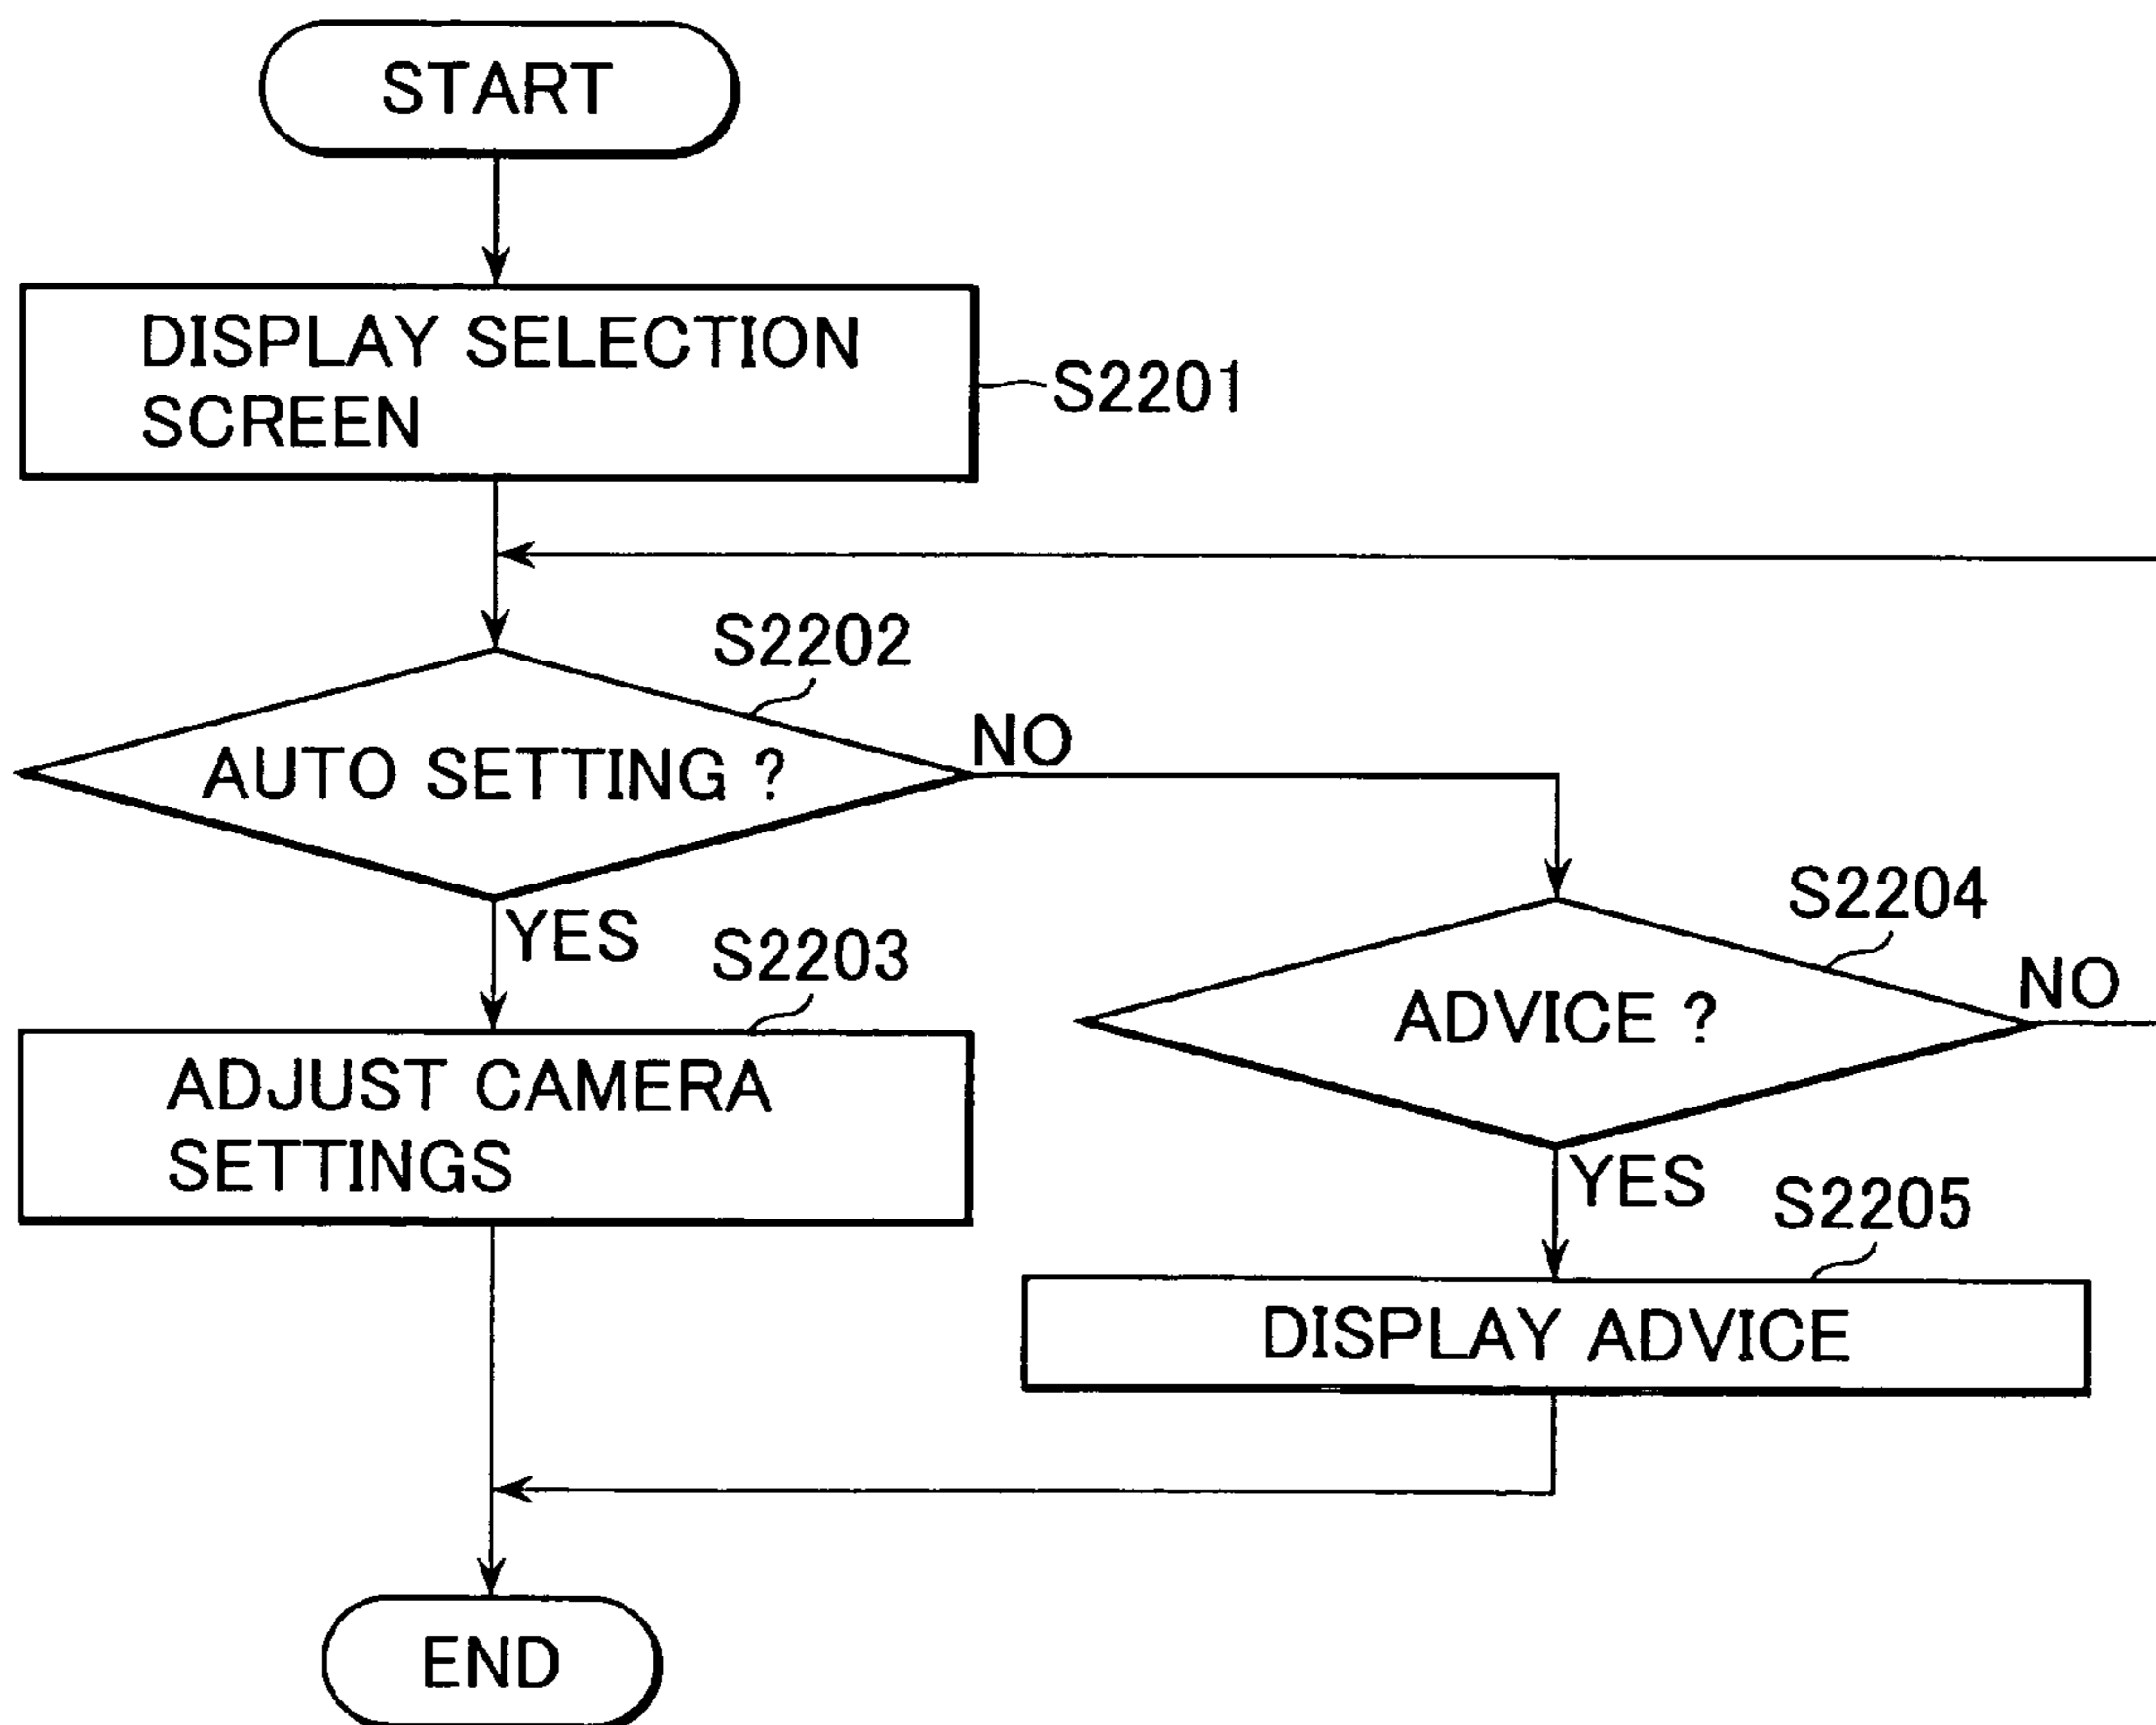 START
DISPLAY SELECTION
SCREEN
S2201
S2202
AUTO SETTING ?
NO
YES
S2203
ADJUST CAMERA
SETTINGS
S2204
ADVICE ?
NO
YES
S2205
DISPLAY ADVICE
END